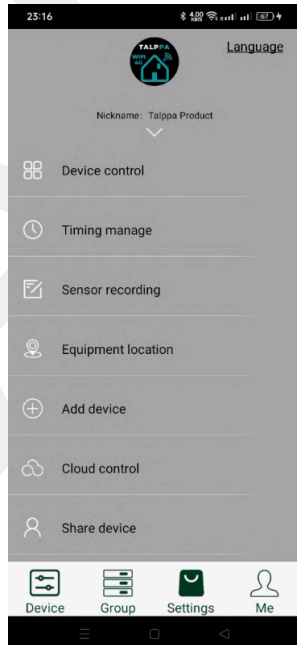 23:16
4.00
KB/S
67
TALPPA
WIFI
4G
Language
Nickname: Talppa Product
Device control
Timing manage
Sensor recording
Equipment location
Add device
Cloud control
Share device
Device Group Settings Me